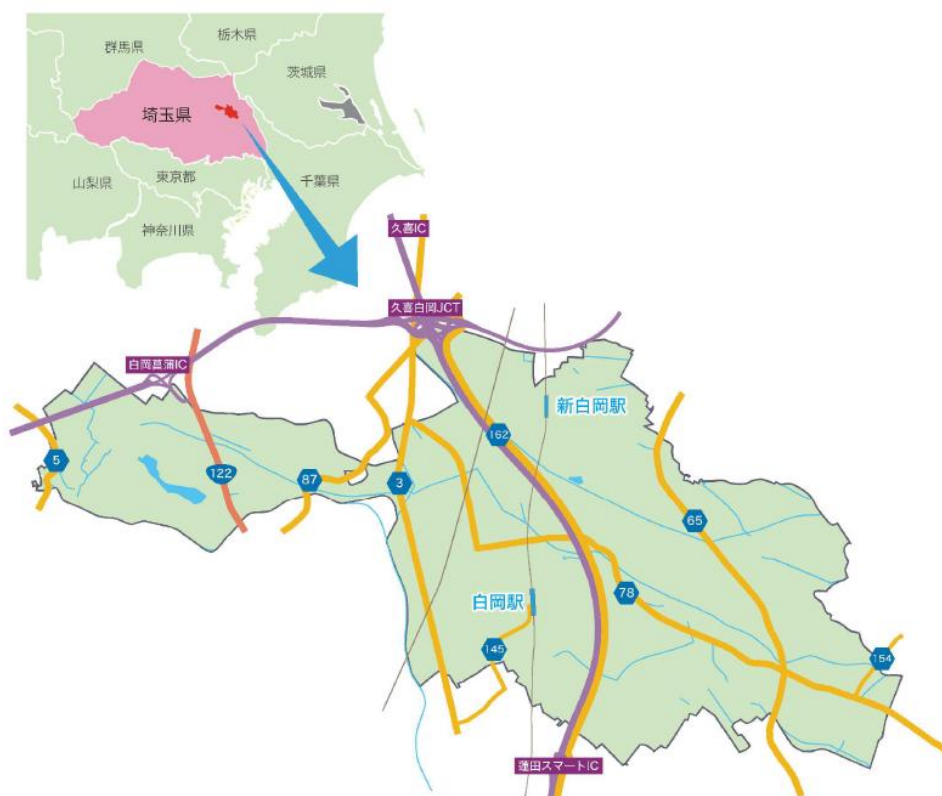 栃木県
群馬県
茨城県
埼玉県
東京都
山梨県
千葉県
神奈川県
久喜IC
久喜白岡JCT
白岡菖蒲IC
新白岡駅
162
5
122
87
3
65
白岡駅
78
145
154
蓮田スマートIC